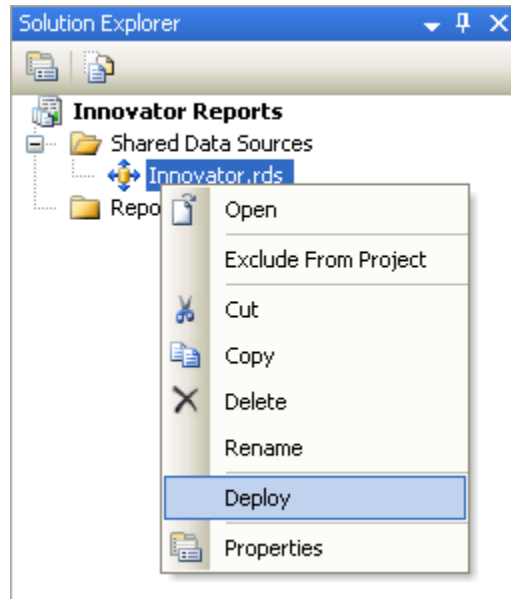 Solution Explorer
Innovator Reports
Shared Data Sources
Innovator.rds
Repo
Open
Exclude From Project
Cut
Copy
Delete
Rename
Deploy
Properties